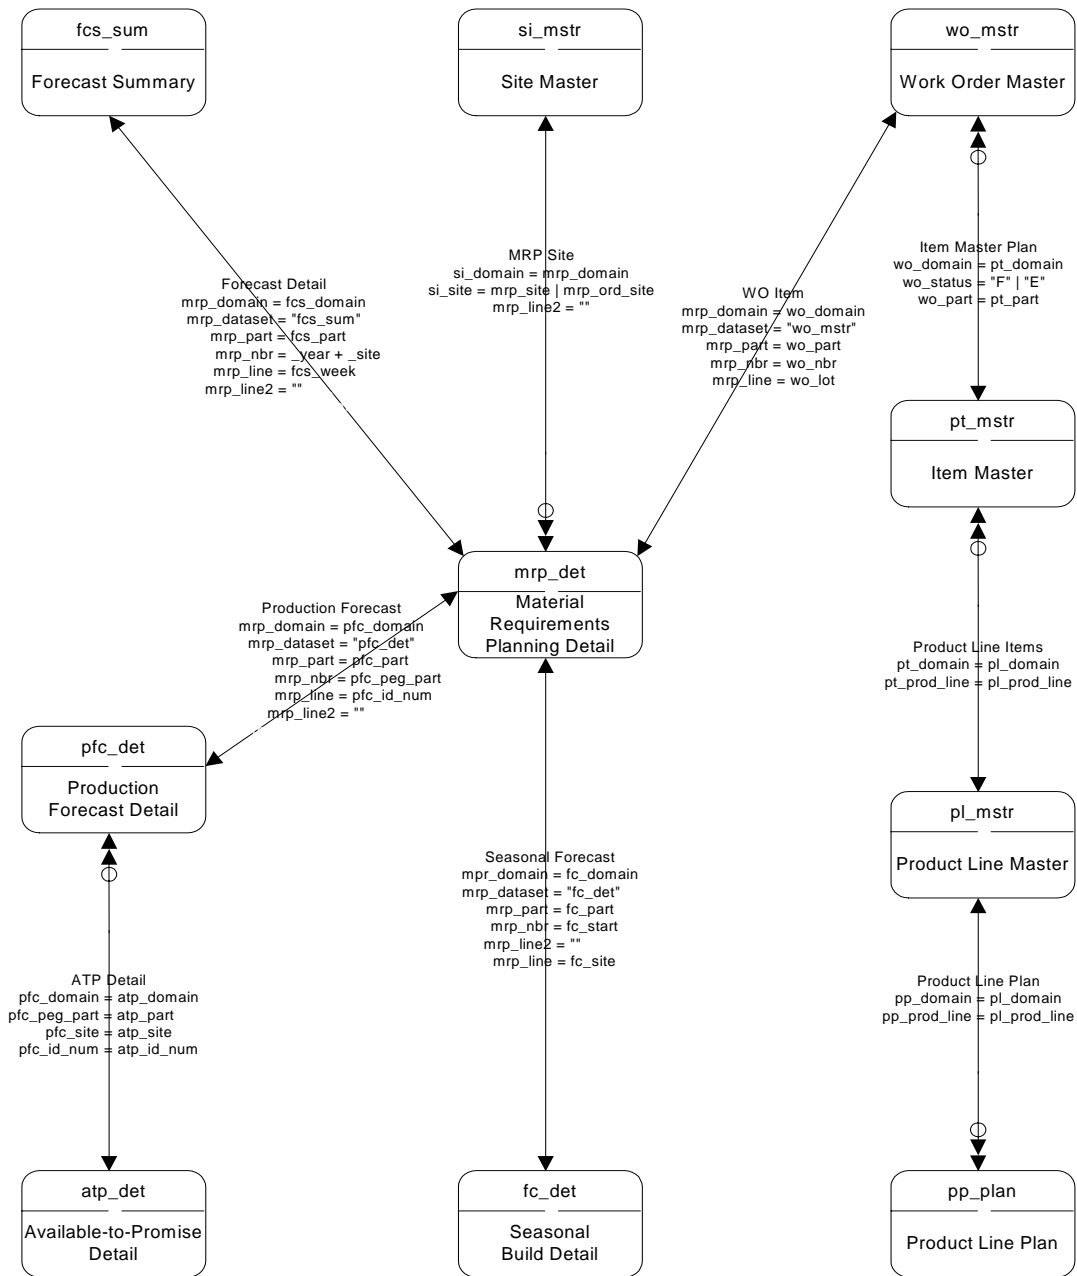 fcs_sum
Forecast Summary
si_mstr
Site Master
wo_mstr
Work Order Master
Forecast Detail
mrp_domain = fcs_domain
mrp_dataset = "fcs_sum"
mrp_part = fcs_part
mrp_nbr = _year + _site
mrp_line = fcs_week
mrp_line2 = ""
MRP Site
si_domain = mrp_domain
si_site = mrp_site | mrp_ord_site
mrp_line2 = ""
WO Item
mrp_domain = wo_domain
mrp_dataset = "wo_mstr"
mrp_part = wo_part
mrp_nbr = wo_nbr
mrp_line = wo_lot
Item Master Plan
wo_domain = pt_domain
wo_status = "F" | "E"
wo_part = pt_part
pt_mstr
Item Master
mrp_det
Material
Requirements
Planning Detail
Production Forecast
mrp_domain = pfc_domain
mrp_dataset = "pfc_det"
mrp_part = pfc_part
mrp_nbr = pfc_peg_part
mrp_line = pfc_id_num
mrp_line2 = ""
Product Line Items
pt_domain = pl_domain
pt_prod_line = pl_prod_line
pfc_det
Production
Forecast Detail
pl_mstr
Product Line Master
Seasonal Forecast
mpr_domain = fc_domain
mrp_dataset = "fc_det"
mrp_part = fc_part
mrp_nbr = fc_start
mrp_line2 = ""
mrp_line = fc_site
ATP Detail
pfc_domain = atp_domain
pfc_peg_part = atp_part
pfc_site = atp_site
pfc_id_num = atp_id_num
Product Line Plan
pp_domain = pl_domain
pp_prod_line = pl_prod_line
atp_det
Available-to-Promise
Detail
fc_det
Seasonal
Build Detail
pp_plan
Product Line Plan